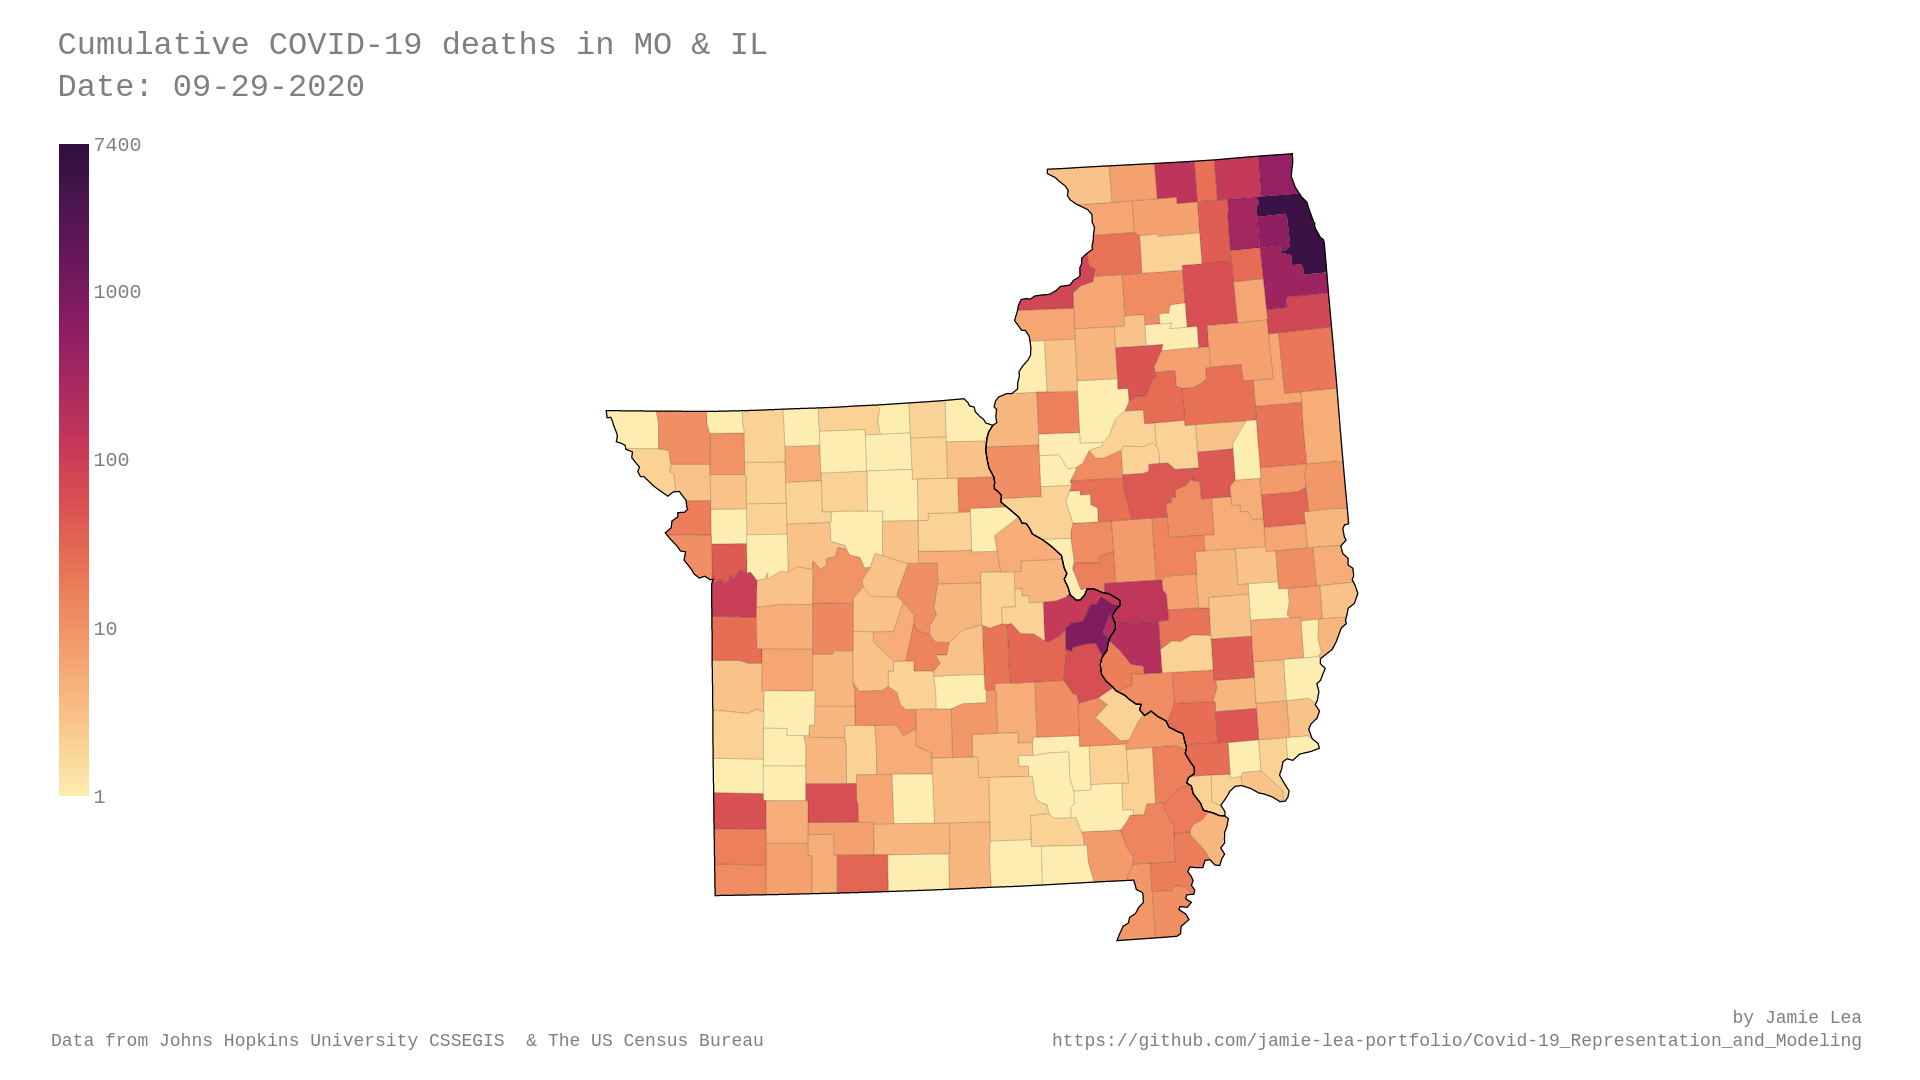 Cumulative COVID-19 deaths in MO & IL
Date: 09-29-2020
7400
1000
100
10
1
by Jamie Lea
Data from Johns Hopkins University CSSEGIS  & The US Census Bureau
https://github.com/jamie-lea-portfolio/Covid-19_Representation_and_Modeling